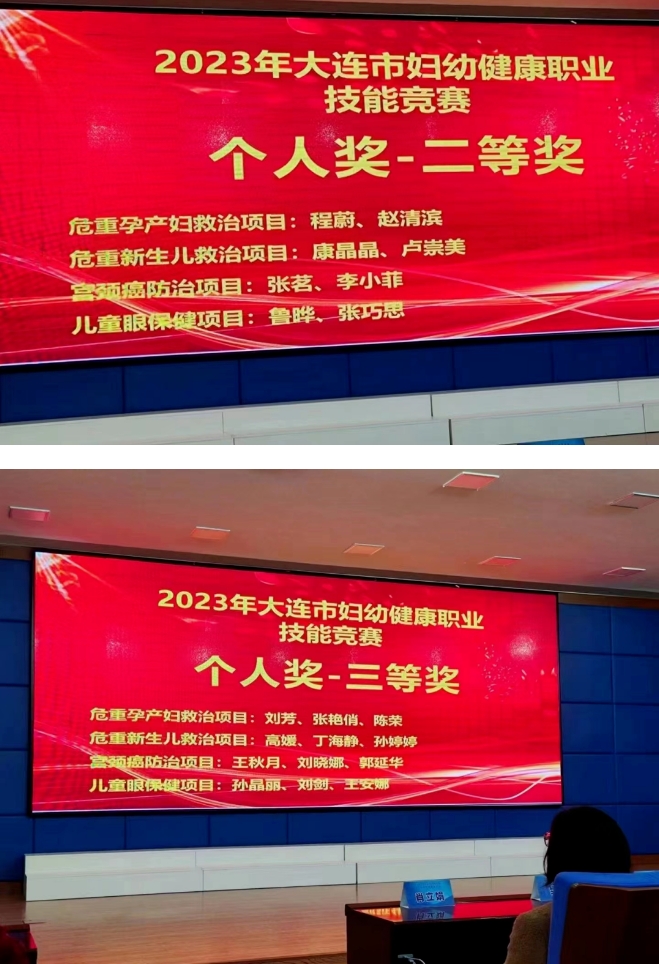 2023年大连市妇幼健康职业
技能竞赛
个人奖-二等奖
危重孕产妇救治项目：程蔚、赵清滨
危重新生儿救治项目：康晶晶、卢崇美
宫颈癌防治项目：张茗、李小菲
儿童眼保健项目：鲁晔、张巧思
2023年大连市妇幼健康职业
技能竞赛
个人奖-三等奖
危重孕产妇救治项目：刘芳、张艳俏、陈荣
危重新生儿救治项目：高媛、丁海静、孙婷婷
宫颈癌防治项目：王秋月、刘晓娜、郭延华
儿童眼保健项目：孙晶丽、刘剑、王安娜